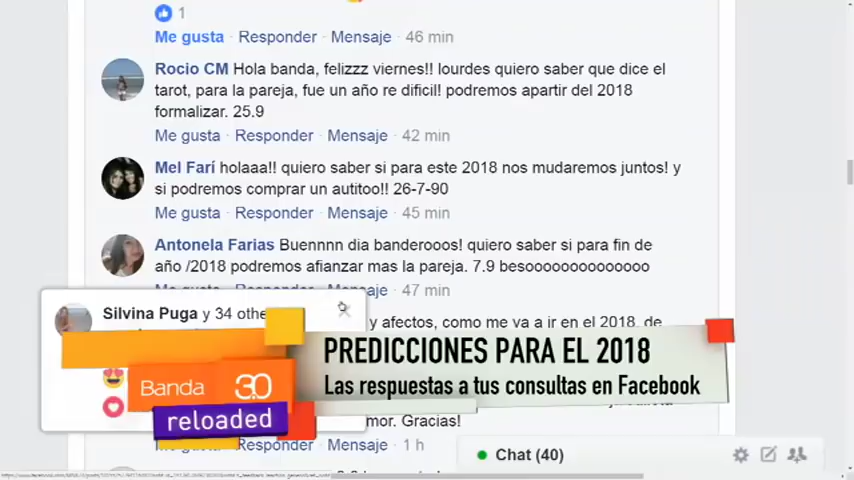 1
Me gusta · Responder · Mensaje · 46 min
Rocio CM Hola banda, felizzz viernes!! lourdes quiero saber que dice el
tarot, para la pareja, fue un año re dificil! podremos apartir del 2018
formalizar. 25.9
Me gusta · Responder · Mensaje · 42 min
Mel Farí holaaa!! quiero saber si para este 2018 nos mudaremos juntos! y
si podremos comprar un autitoo!! 26-7-90
Me gusta · Responder · Mensaje · 45 min
Antonela Farias Buennnn dia banderooos! quiero saber si para fin de
año /2018 podremos afianzar mas la pareja. 7.9 besoooooooooooooo
47 min
Silvina Puga y 34 othe
y afectos, como me va a ir en el 2018, de
PREDICCIONES PARA EL 2018
Las respuestas a tus consultas en Facebook
Banda 3.0
reloaded
mor. Gracias!
Responder · Mensaje · 1 h
Chat (40)